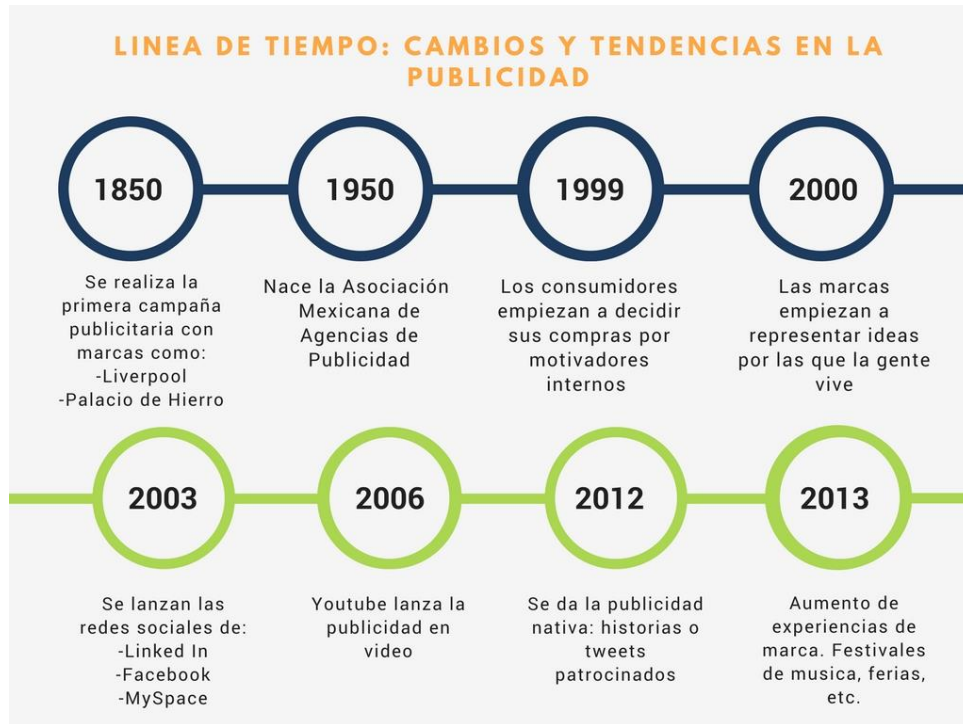 LINEA DE TIEMPO: CAMBIOS Y TENDENCIAS EN LA
PUBLICIDAD
1850
Se realiza la
primera campaña
publicitaria con
marcas como:
-Liverpool
-Palacio de Hierro
1950
Nace la Asociación
Mexicana de
Agencias de
Publicidad
1999
Los consumidores
empiezan a decidir
sus compras por
motivadores
internos
2000
Las marcas
empiezan a
representar ideas
por las que la gente
vive
2003
Se lanzan las
redes sociales de:
-Linked In
-Facebook
-MySpace
2006
Youtube lanza la
publicidad en
video
2012
Se da la publicidad
nativa: historias o
tweets
patrocinados
2013
Aumento de
experiencias de
marca. Festivales
de musica, ferias,
etc.